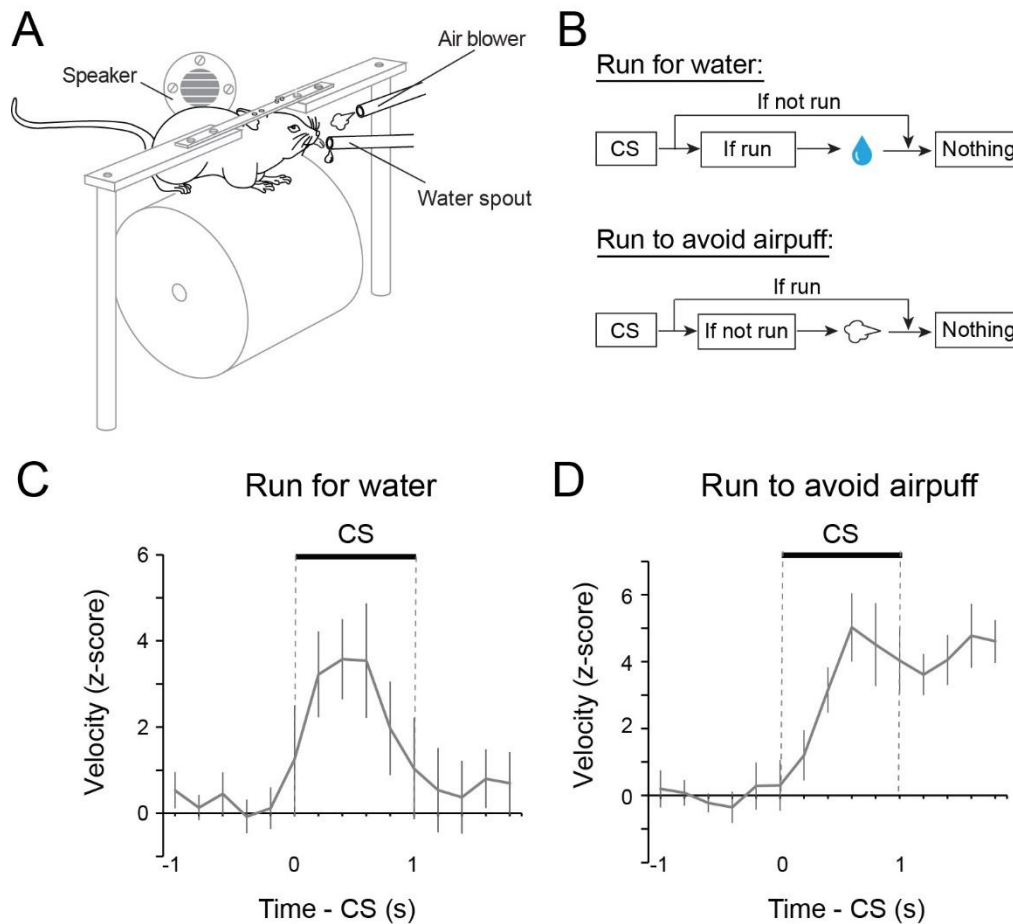 A
Air blower
Speaker
Water spout
B
Run for water:
If not run
CS
If run
Nothing
Run to avoid airpuff:
If run
CS
If not run
Nothing
C
Run for water
CS
6
4
2
0
Velocity (z-score)
-1
0
1
Time - CS (s)
D
Run to avoid airpuff
CS
6
4
2
0
Velocity (z-score)
-1
0
1
Time - CS (s)